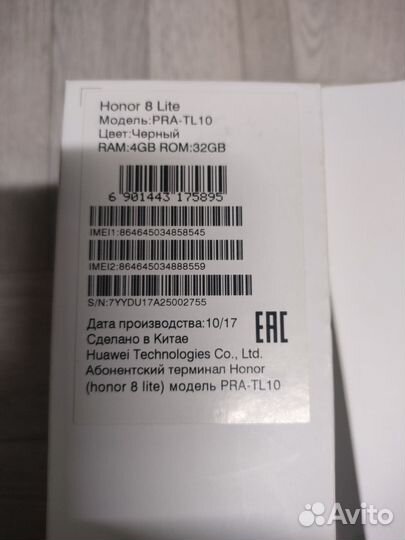 Honor 8 Lite
Модель:PRA-TL10
Цвет:Черный
RAM:4GB ROM:32GB
6 901443 175895
IMEI1:864645034858545
IMEI2:864645034888559
S/N:7YYDU17A25002755
Дата производства:10/17
Сделано в Китае
EAC
Huawei Technologies Co., Ltd.
Абонентский терминал Honor
(honor 8 lite) модель PRA-TL10
Avito